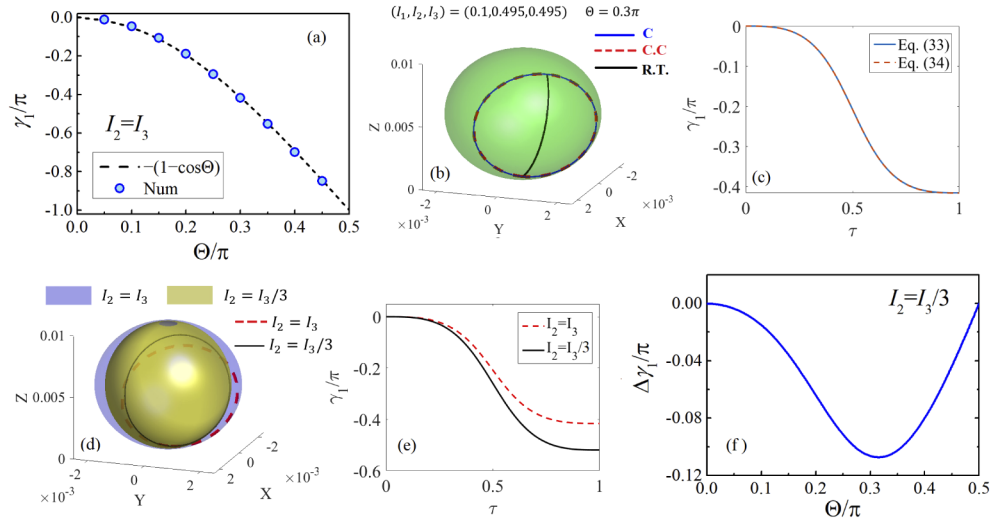 0.0
-0.2
-0.4
-0.6
-0.8
-1.0
γ₁/π
(a)
I₂=I₃
−(1−cosΘ)
Num
0.0 0.1 0.2 0.3 0.4 0.5
Θ/π
(I₁, I₂, I₃) = (0.1,0.495,0.495) Θ = 0.3π
C
C.C
R.T.
0.01
0.005
0
Z
(b)
-2
0
2
×10⁻³
Y
-2
0
2
×10⁻³
X
0
-0.1
-0.2
-0.3
-0.4
γ₁/π
Eq. (33)
Eq. (34)
(c)
0 0.5 1
τ
I₂ = I₃ I₂ = I₃/3
I₂ = I₃
I₂ = I₃/3
0.01
0.005
0
Z
(d)
-2
0
2
×10⁻³
Y
-2
0
2
×10⁻³
X
0
-0.2
-0.4
-0.6
γ₁/π
I₂=I₃
I₂=I₃/3
(e)
0 0.5 1
τ
0.00
-0.04
-0.08
-0.12
Δγ₁/π
I₂=I₃/3
(f)
0.0 0.1 0.2 0.3 0.4 0.5
Θ/π